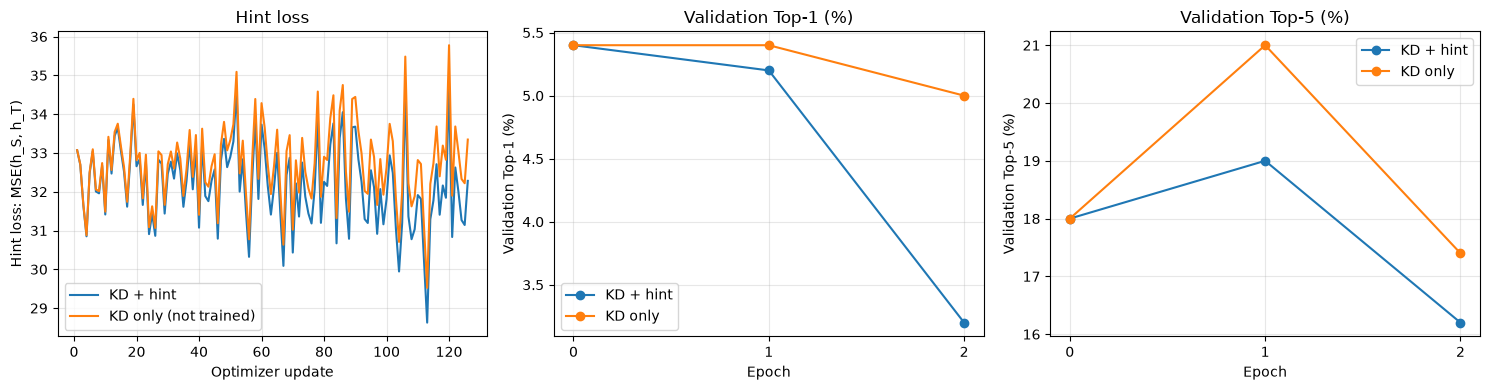 Hint loss
Hint loss: MSE(h_S, h_T)
36
35
34
33
32
31
30
29
0
20
40
60
80
100
120
Optimizer update
KD + hint
KD only (not trained)
Validation Top-1 (%)
Validation Top-1 (%)
5.5
5.0
4.5
4.0
3.5
0
1
2
Epoch
KD + hint
KD only
Validation Top-5 (%)
Validation Top-5 (%)
21
20
19
18
17
16
0
1
2
Epoch
KD + hint
KD only